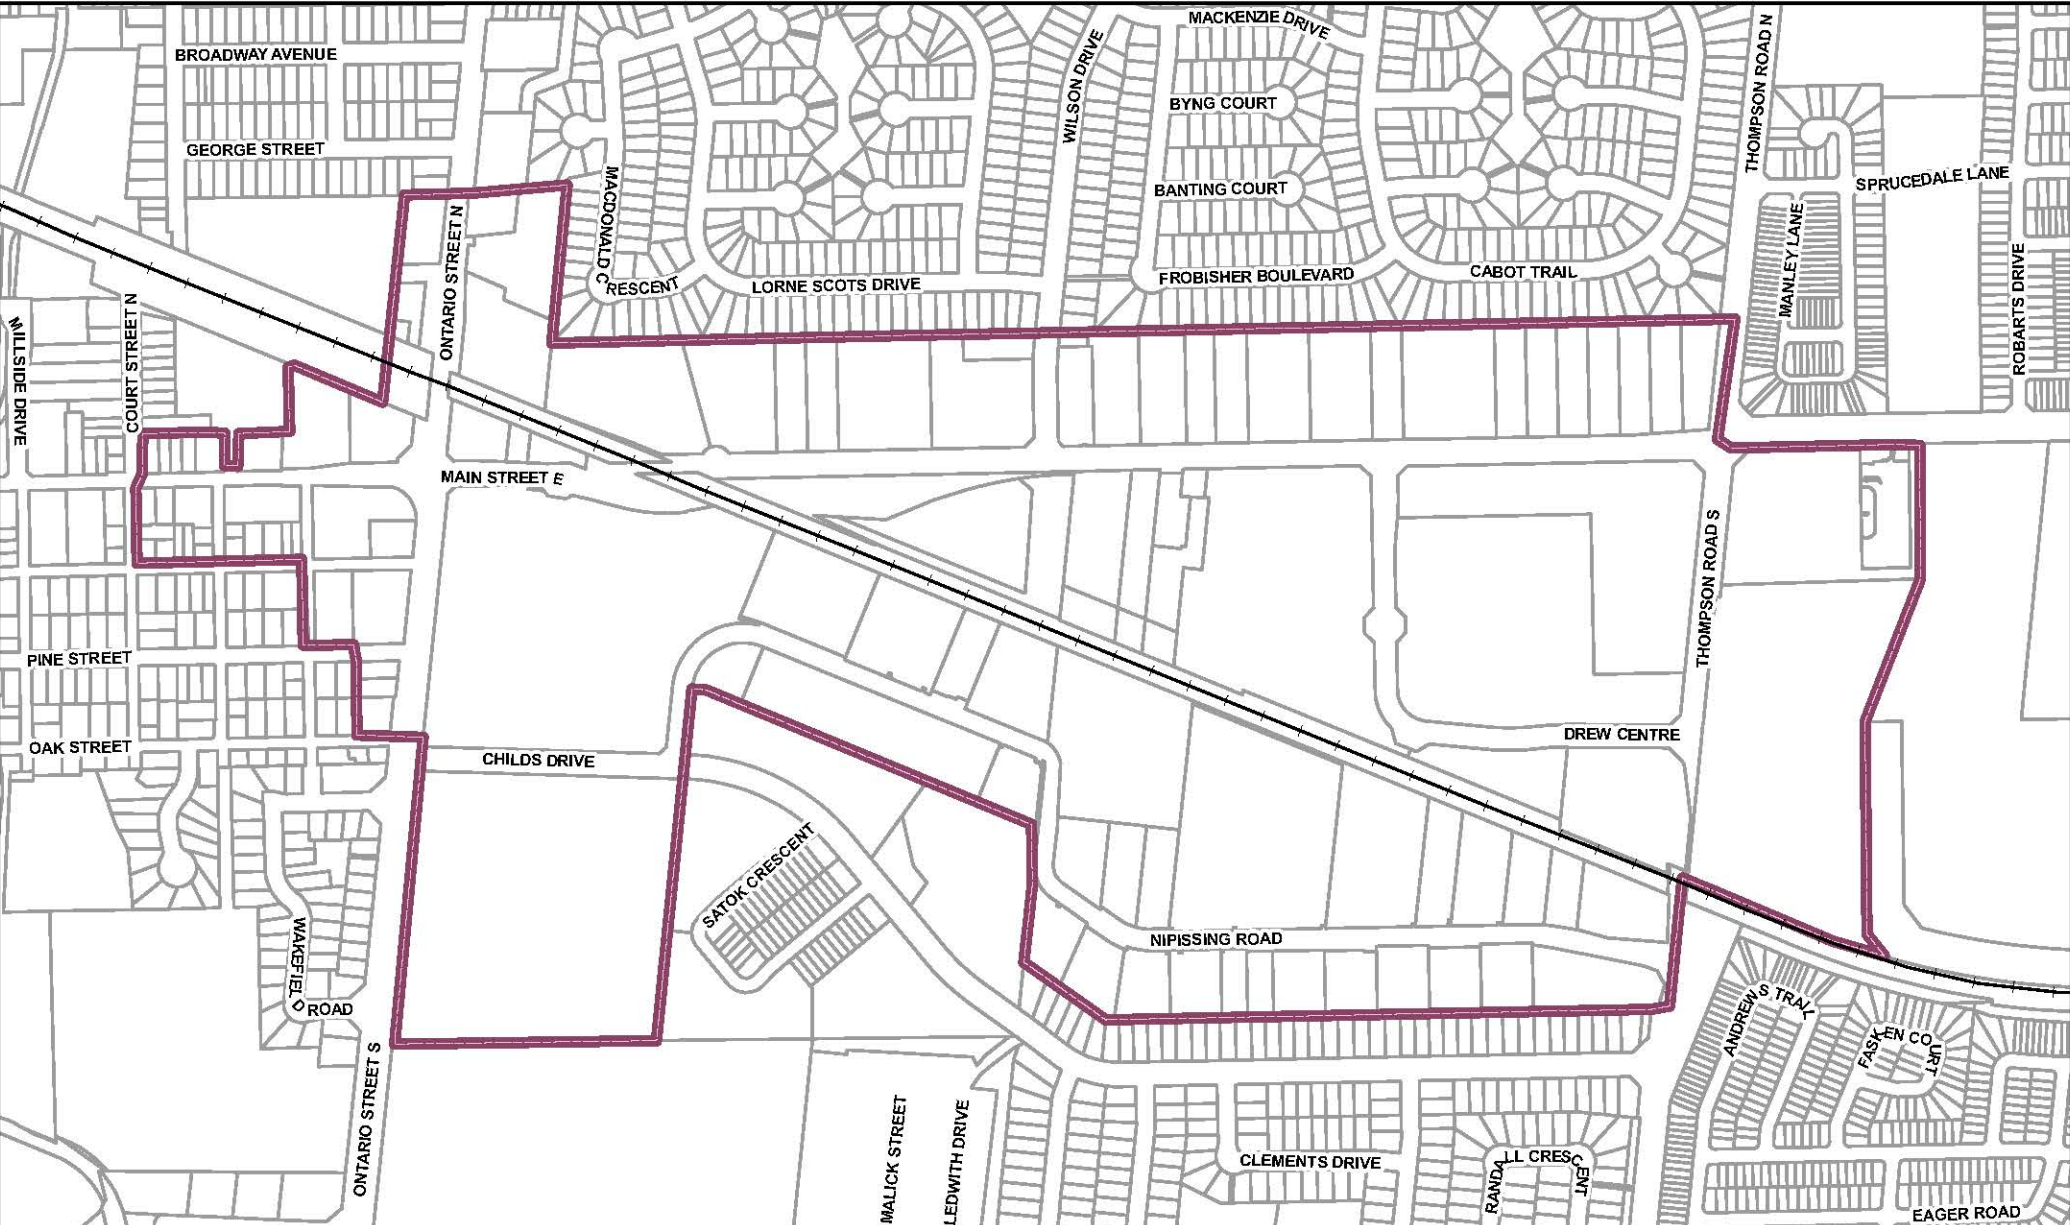 MACKENZIE DRIVE
BROADWAY AVENUE
WILSON DRIVE
THOMPSON ROAD N
BYNG COURT
GEORGE STREET
MACDONALD CRESCENT
BANTING COURT
SPRUCEDALE LANE
MANLEY LANE
ONTARIO STREET N
LORNE SCOTS DRIVE
FROBISHER BOULEVARD
CABOT TRAIL
ROBARTS DRIVE
MILLSIDE DRIVE
COURT STREET N
MAIN STREET E
THOMPSON ROAD S
PINE STREET
OAK STREET
CHILDS DRIVE
DREW CENTRE
SATOK CRESCENT
NIPISSING ROAD
WAKEFIELD ROAD
ANDREWS TRAIL
FASKEN COURT
ONTARIO STREET S
MALICK STREET
LEDWITH DRIVE
CLEMENTS DRIVE
RANDALL CRESCENT
EAGER ROAD